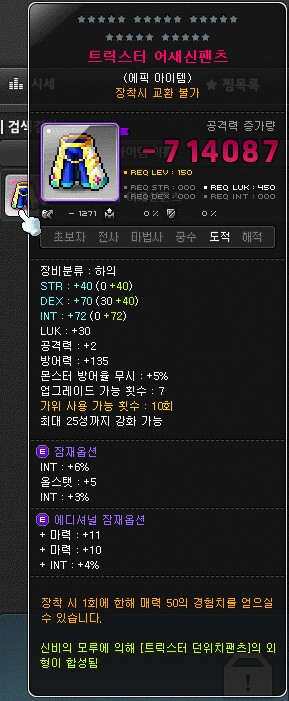 ★★★★★ ★★★★★ ★★★★★
★★★★★ ★★★★★
트릭스터 어새신팬츠
(에픽 아이템)
장착시 교환 불가
시세
★ 찜목록
공격력 증가량
-714087
• REQ LEV : 150
• REQ STR : 000 • REQ LUK : 450
• REQ DEX : 000 • REQ INT : 000
- 1271 0 % 0 %
초보자 전사 마법사 궁수 도적 해적
장비분류 : 하의
STR : +40 (0 +40)
DEX : +70 (30 +40)
INT : +72 (0 +72)
LUK : +30
공격력 : +2
방어력 : +135
몬스터 방어율 무시 : +5%
업그레이드 가능 횟수 : 7
가위 사용 가능 횟수 : 10회
최대 25성까지 강화 가능
E 잠재옵션
INT : +6%
올스탯 : +5
INT : +3%
E 에디셔널 잠재옵션
+ 마력 : +11
+ 마력 : +10
+ INT : +4%
장착 시 1회에 한해 매력 50의 경험치를 얻으실
수 있습니다.
신비의 모루에 의해 [트릭스터 던위치팬츠]의 외
형이 합성됨